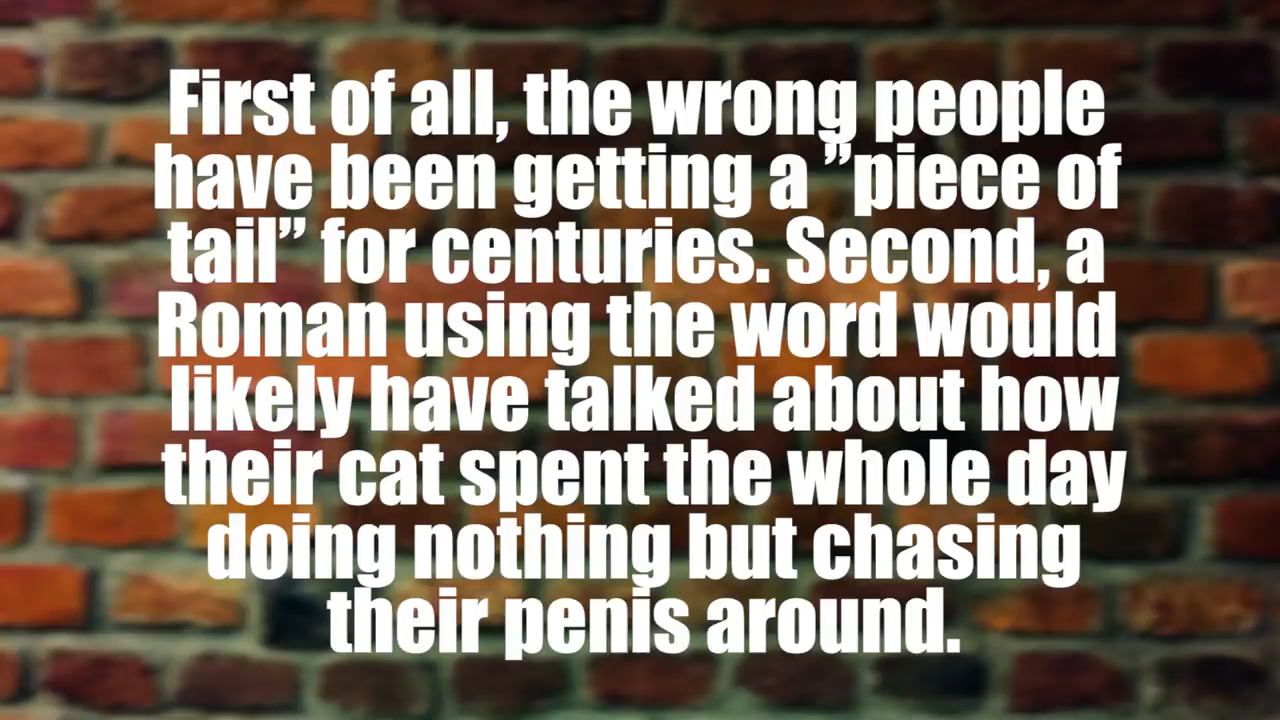 First of all, the wrong people
have been getting a ”piece of
tail” for centuries. Second, a
Roman using the word would
likely have talked about how
their cat spent the whole day
doing nothing but chasing
their penis around.